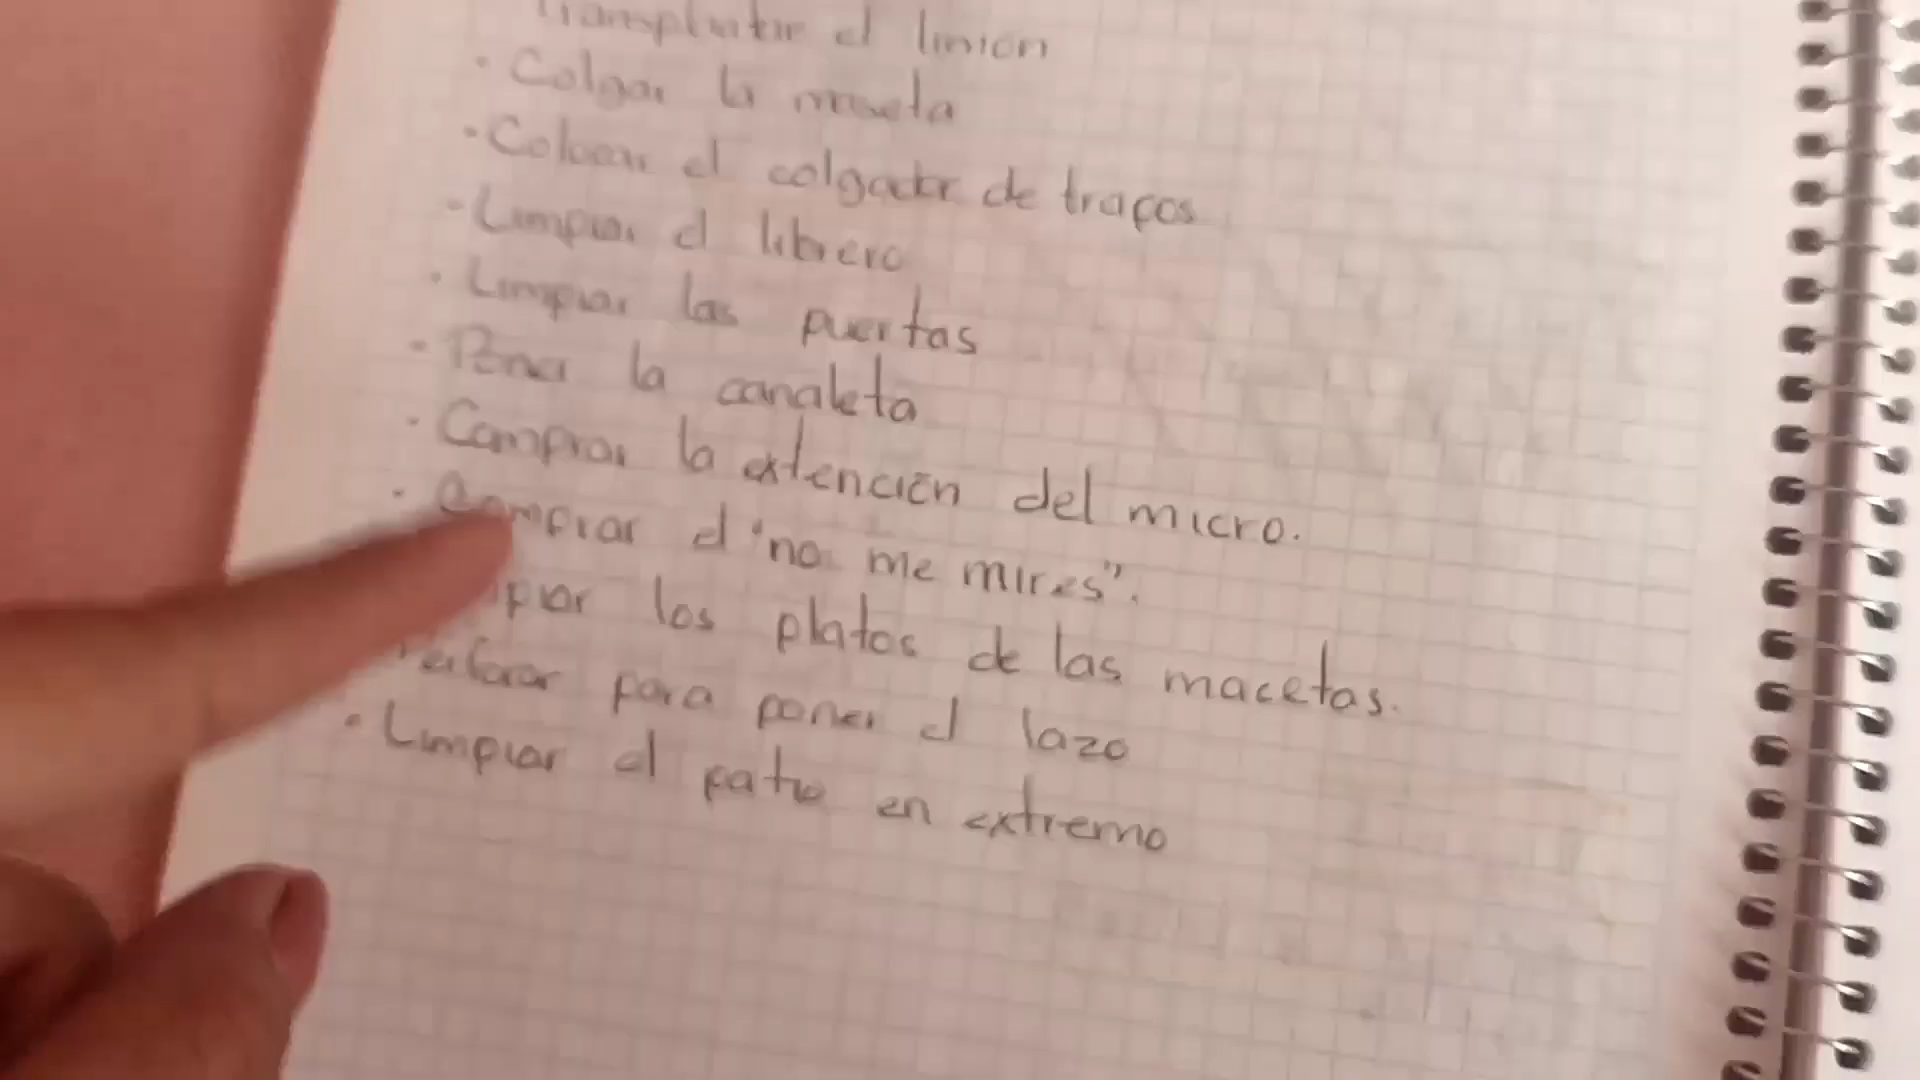 Transplantar el limon
· Colgar la maceta
· Colocar el colgador de trapos
- Limpiar el librero
· Limpiar las puertas
- Poner la canaleta
· Comprar la extención del micro.
· Comprar el "no me mires".
los platos de las macetas.
para poner el lazo
· Limpiar el patio en extremo